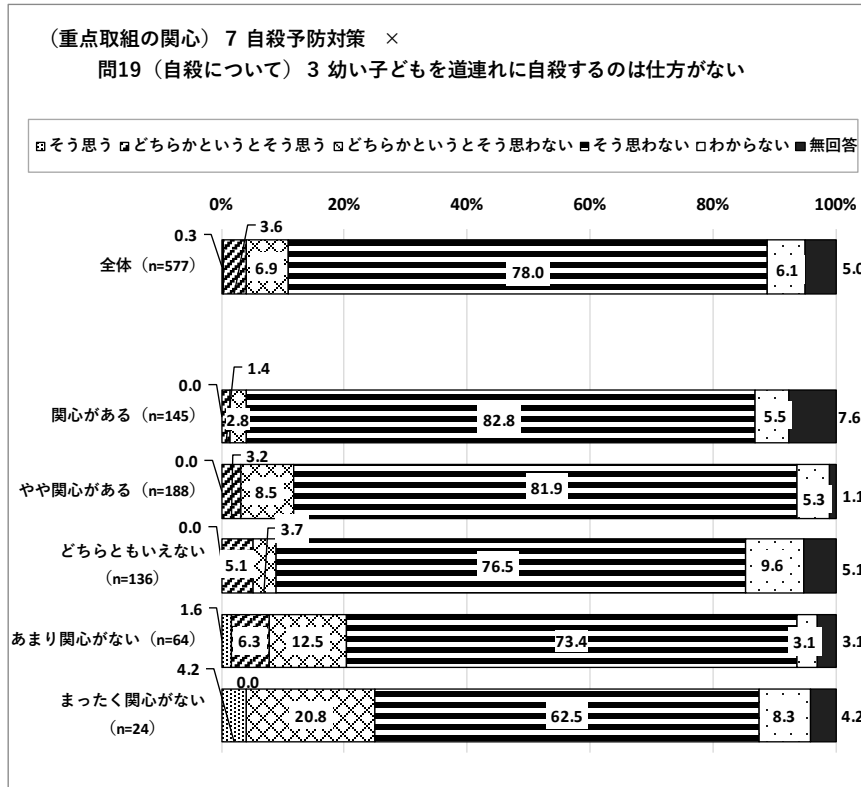 （重点取組の関心）７ 自殺予防対策　×
問19（自殺について）３ 幼い子どもを道連れに自殺するのは仕方がない
そう思う どちらかというとそう思う どちらかというとそう思わない そう思わない わからない 無回答
0% 20% 40% 60% 80% 100%
0.3 3.6
全体（n=577） 6.9 78.0 6.1 5.0
0.0 1.4
関心がある（n=145） 2.8 82.8 5.5 7.6
0.0 3.2
やや関心がある（n=188） 8.5 81.9 5.3 1.1
0.0 3.7
どちらともいえない
（n=136） 5.1 76.5 9.6 5.1
1.6
あまり関心がない（n=64） 6.3 12.5 73.4 3.1 3.1
4.2 0.0
まったく関心がない
（n=24） 20.8 62.5 8.3 4.2